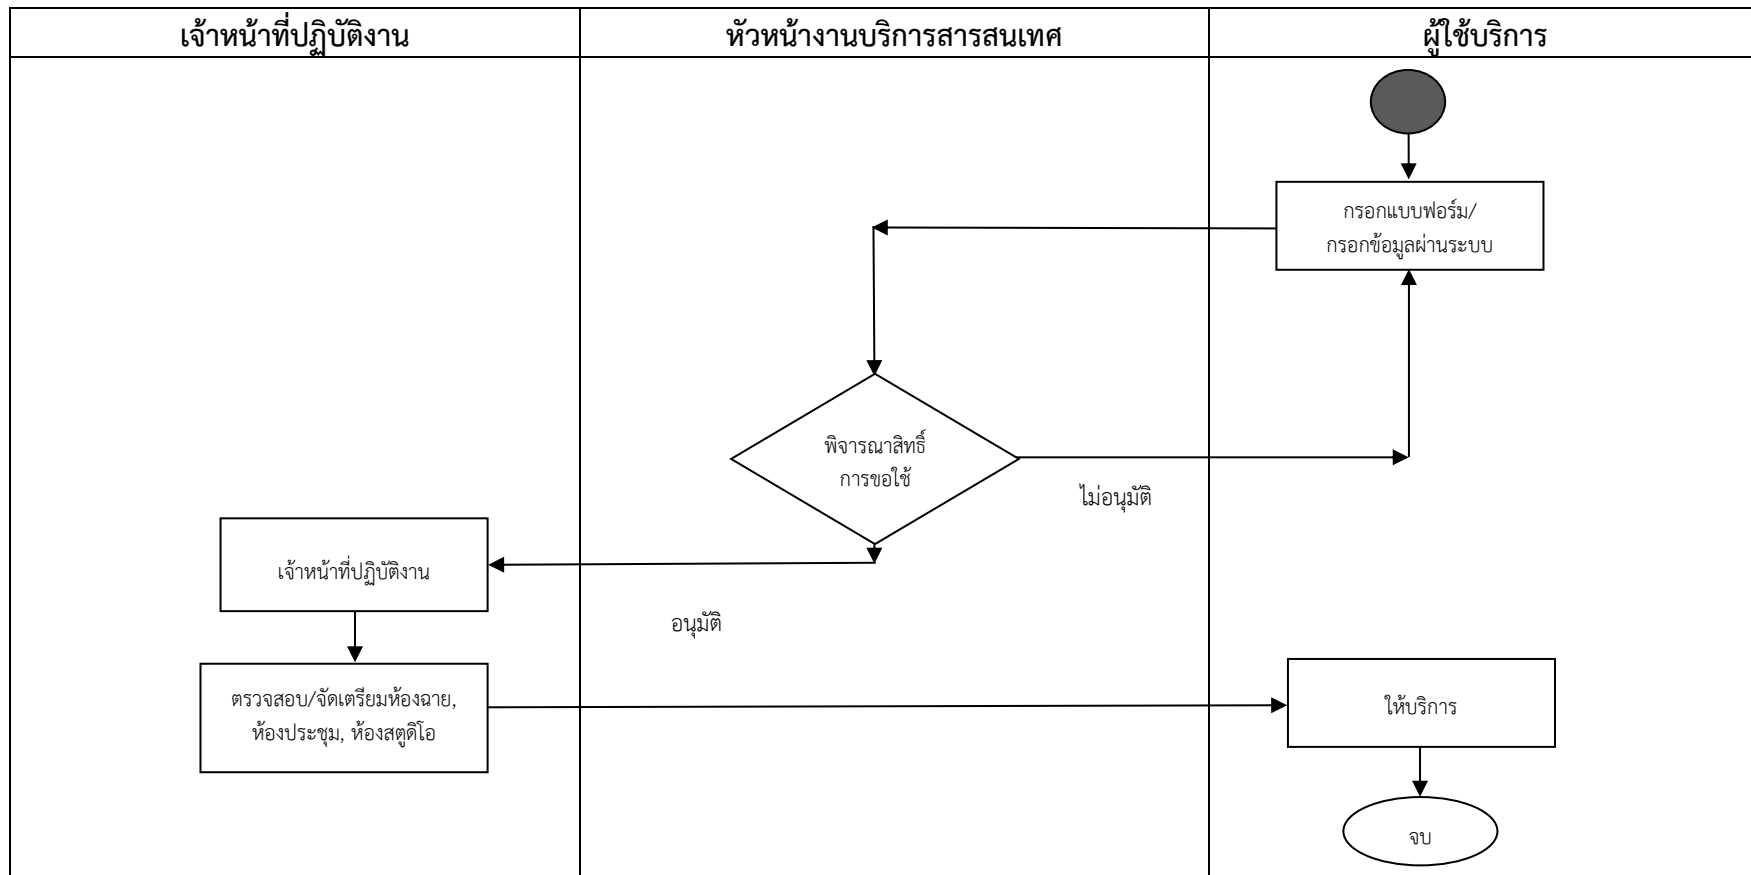 เจ้าหน้าที่ปฏิบัติงาน
หัวหน้างานบริการสารสนเทศ
ผู้ใช้บริการ
กรอกแบบฟอร์ม/
กรอกข้อมูลผ่านระบบ
พิจารณาสิทธิ์
การขอใช้
ไม่อนุมัติ
เจ้าหน้าที่ปฏิบัติงาน
อนุมัติ
ตรวจสอบ/จัดเตรียมห้องฉาย,
ห้องประชุม, ห้องสตูดิโอ
ให้บริการ
จบ